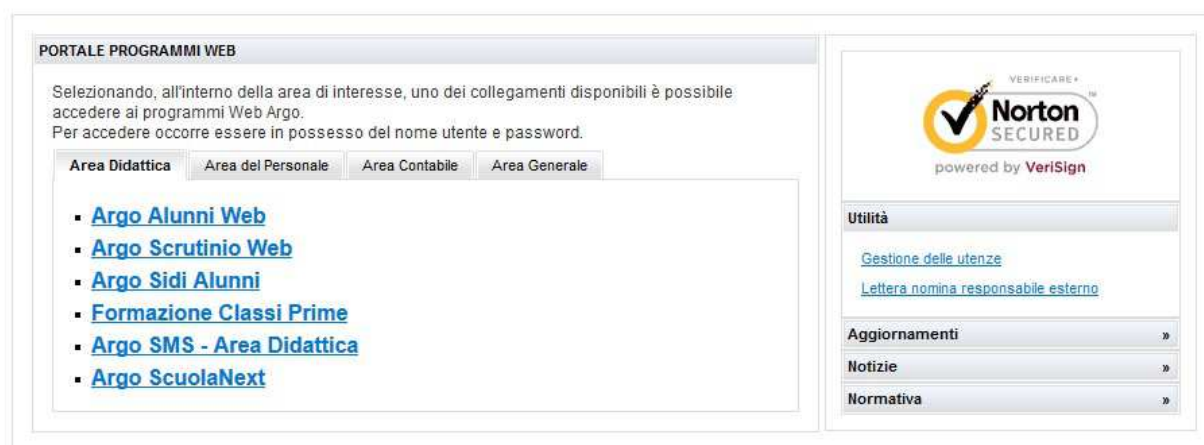 PORTALE PROGRAMMI WEB
Selezionando, all'interno della area di interesse, uno dei collegamenti disponibili è possibile
accedere ai programmi Web Argo.
Per accedere occorre essere in possesso del nome utente e password.
Area Didattica Area del Personale Area Contabile Area Generale
Argo Alunni Web
Argo Scrutinio Web
Argo Sidi Alunni
Formazione Classi Prime
Argo SMS - Area Didattica
Argo ScuolaNext
VERIFICARE
Norton
SECURED
powered by VeriSign
Utilità
Gestione delle utenze
Lettera nomina responsabile esterno
Aggiornamenti »
Notizie »
Normativa »